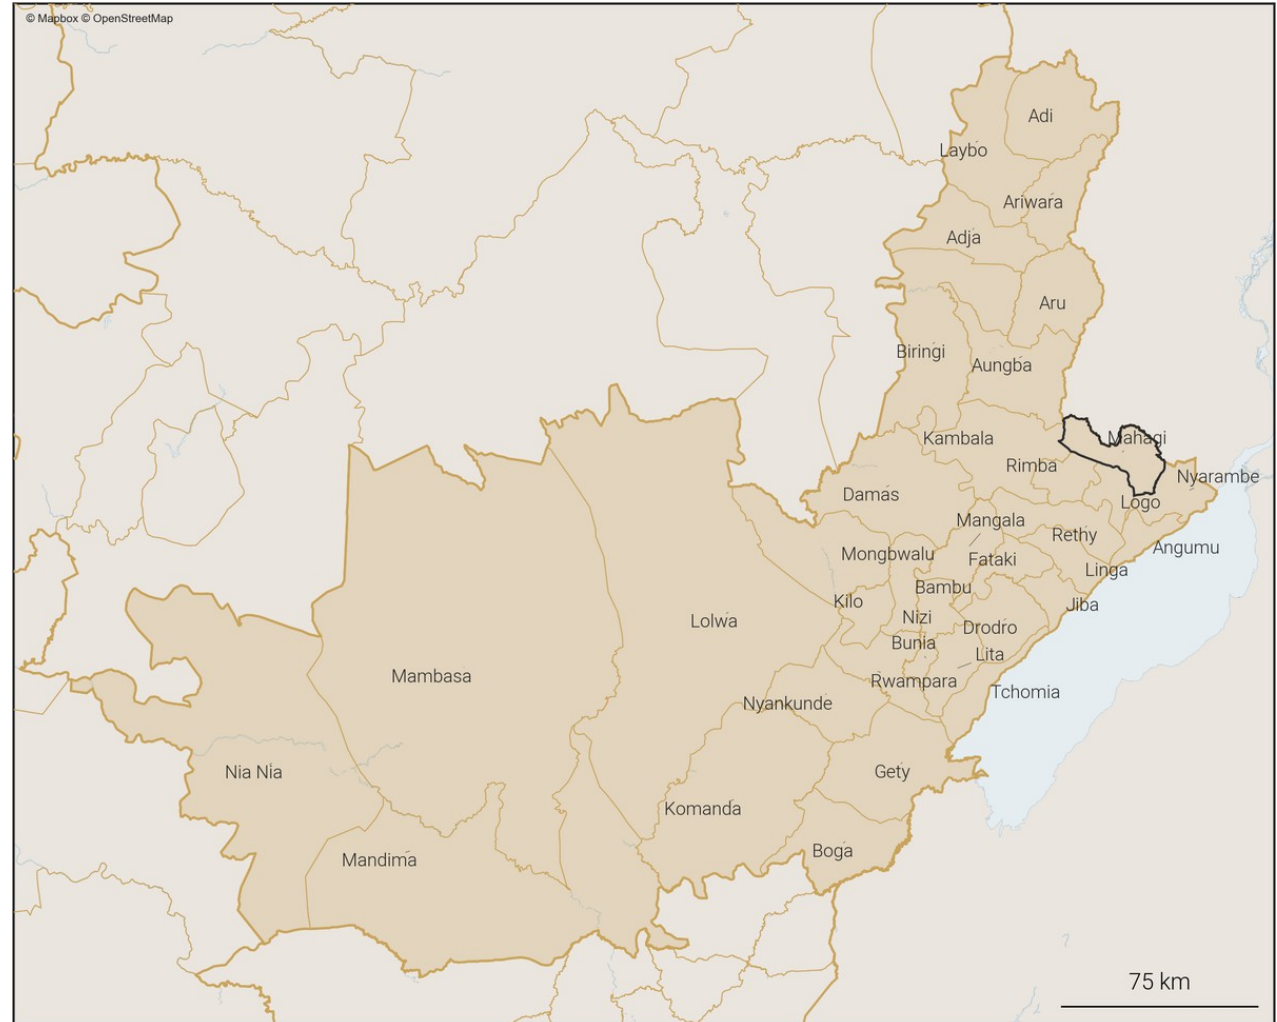 © Mapbox © OpenStreetMap
Adi
Laybo
Ariwara
Adja
Aru
Biringi
Aungba
Kambala
Mahagi
Rimba
Nyarambe
Damas
Logo
Mangala
Rethy
Angumu
Mongbwalu
Fataki
Linga
Bambu
Kilo
Jiba
Nizi
Lolwa
Drodro
Bunia
Lita
Mambasa
Rwampara
Tchomia
Nyankunde
Nia Nia
Gety
Komanda
Boga
Mandima
75 km